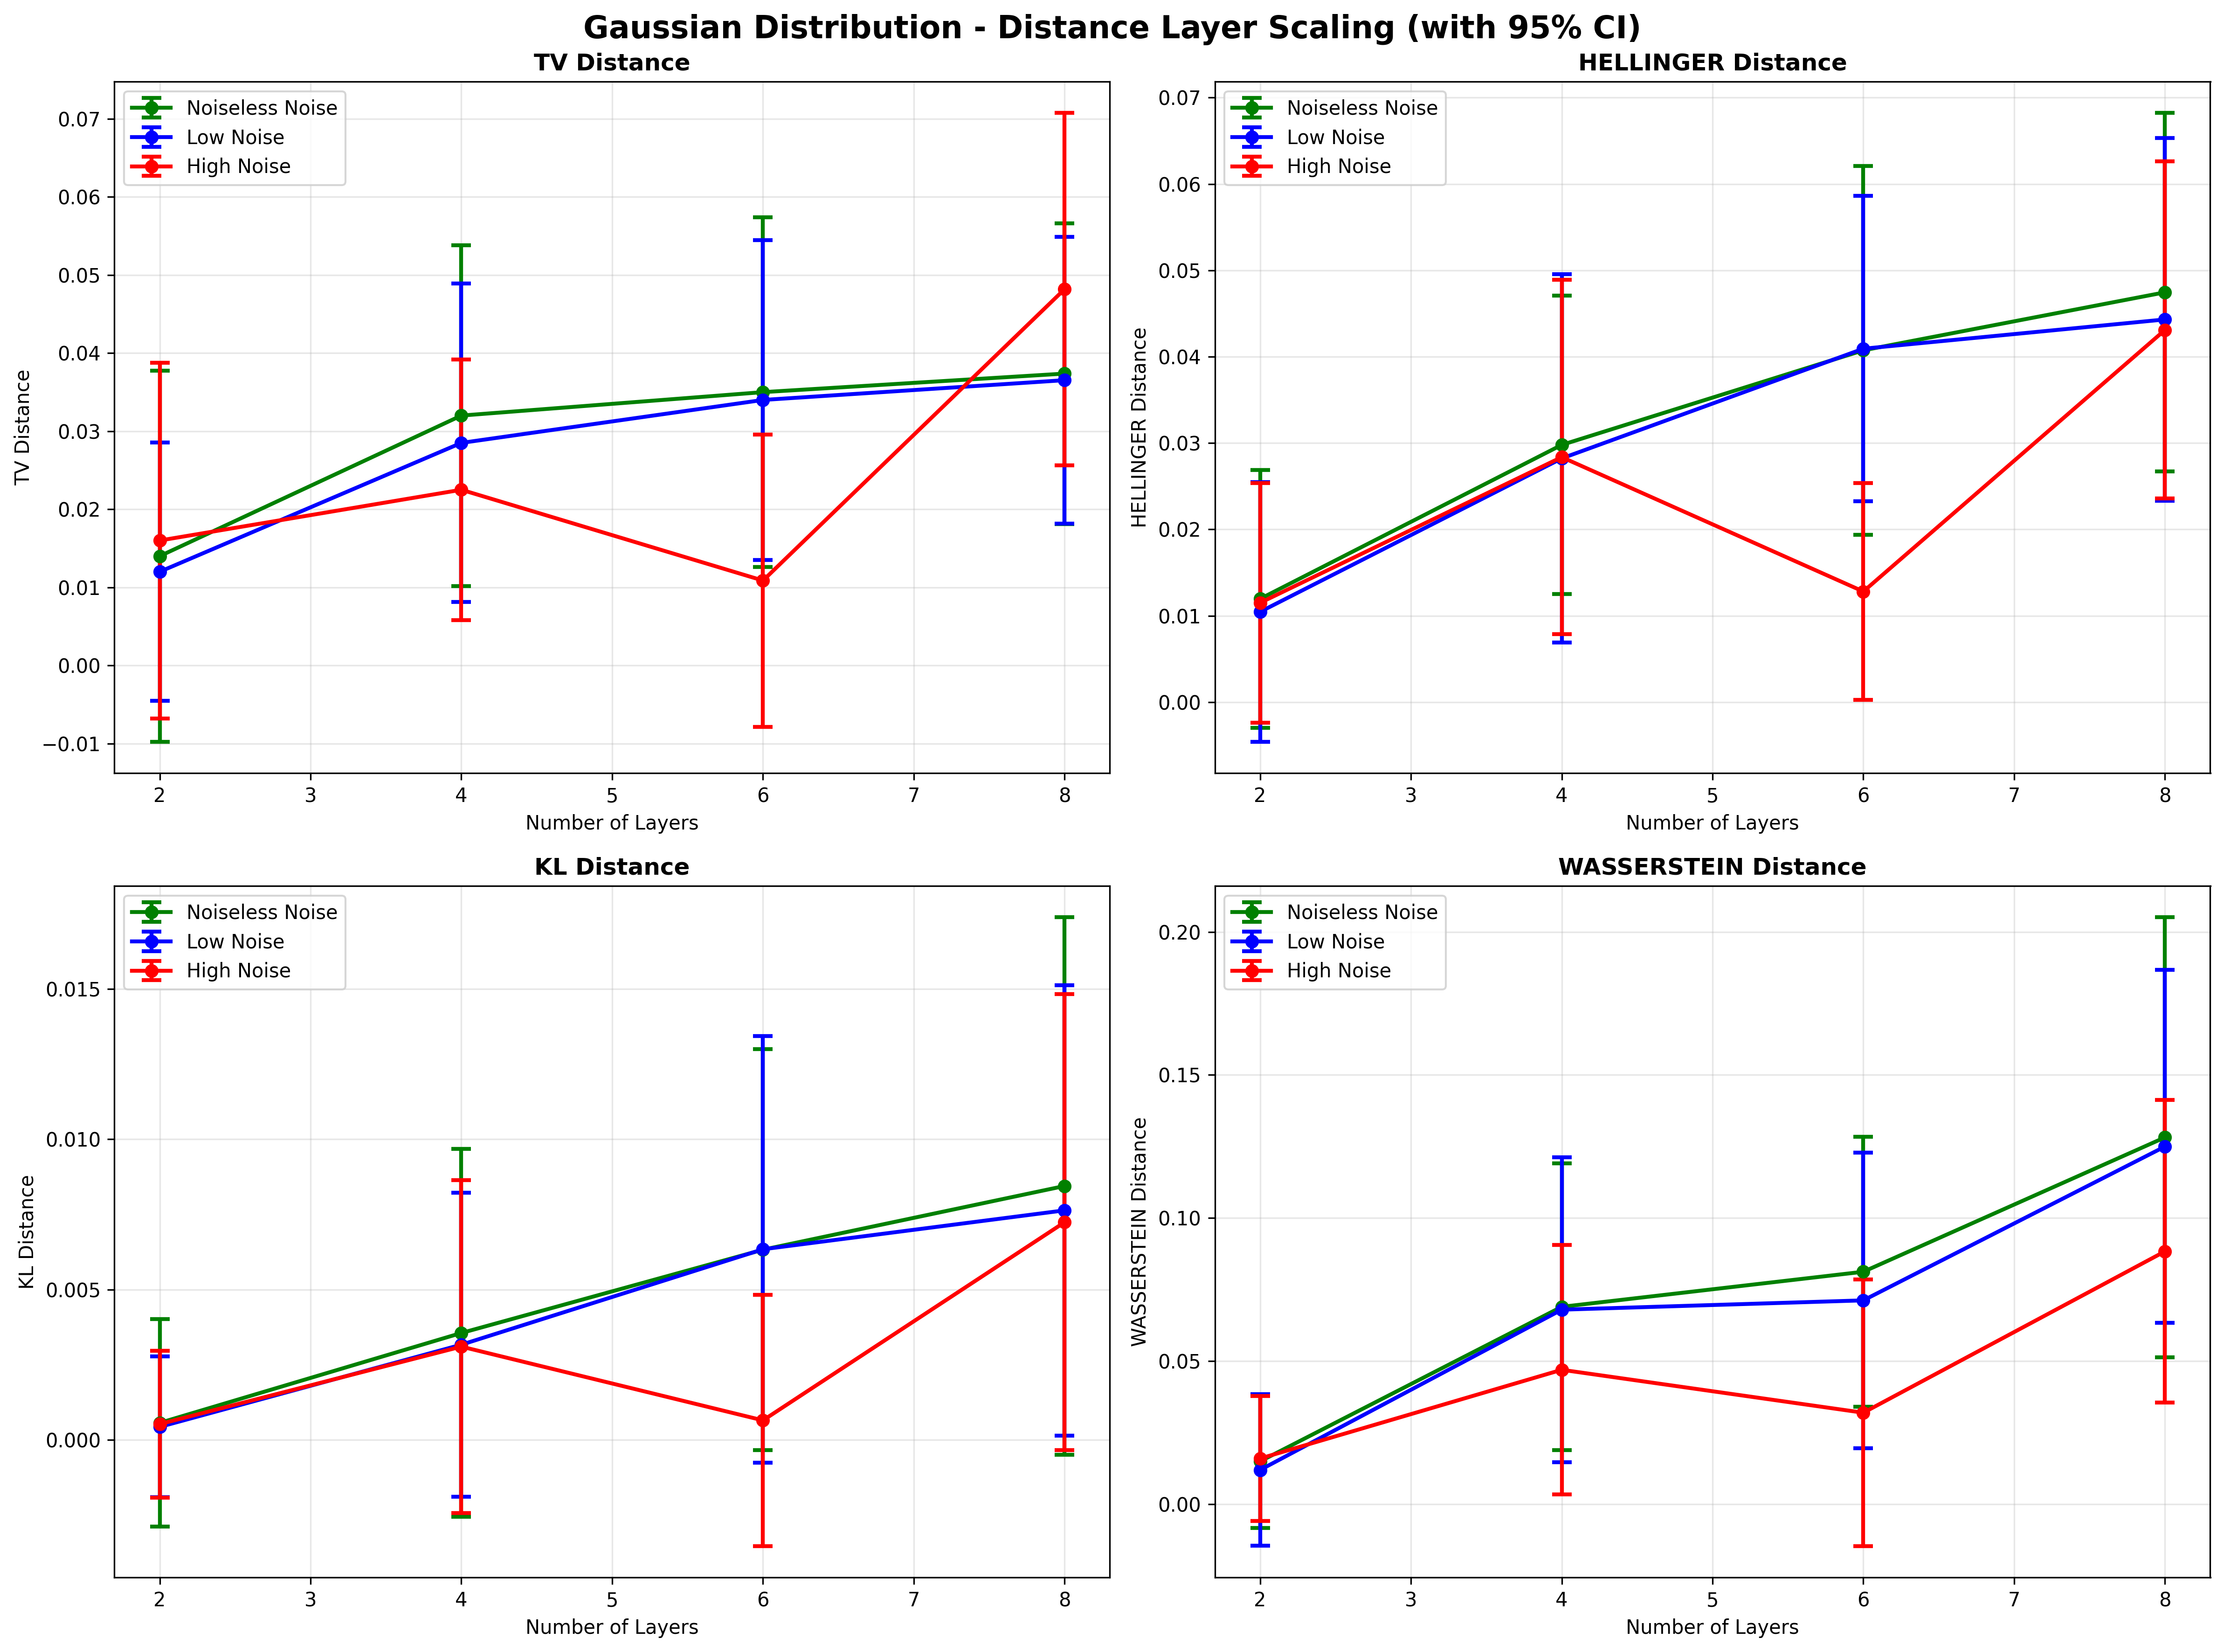 Gaussian Distribution - Distance Layer Scaling (with 95% CI)
TV Distance
Noiseless Noise
Low Noise
High Noise
0.07
0.06
0.05
0.04
0.03
0.02
0.01
0.00
−0.01
TV Distance
2 3 4 5 6 7 8
Number of Layers
HELLINGER Distance
Noiseless Noise
Low Noise
High Noise
0.07
0.06
0.05
0.04
0.03
0.02
0.01
0.00
HELLINGER Distance
2 3 4 5 6 7 8
Number of Layers
KL Distance
Noiseless Noise
Low Noise
High Noise
0.015
0.010
0.005
0.000
KL Distance
2 3 4 5 6 7 8
Number of Layers
WASSERSTEIN Distance
Noiseless Noise
Low Noise
High Noise
0.20
0.15
0.10
0.05
0.00
WASSERSTEIN Distance
2 3 4 5 6 7 8
Number of Layers